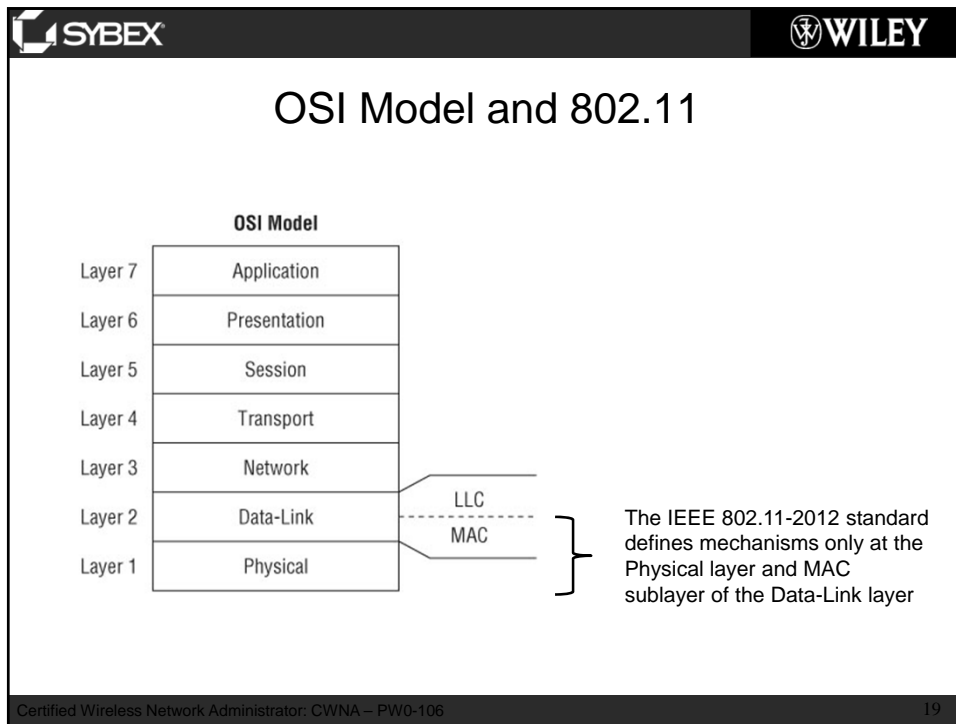 SYBEX
WILEY
OSI Model and 802.11
OSI Model
Layer 7 Application
Layer 6 Presentation
Layer 5 Session
Layer 4 Transport
Layer 3 Network
Layer 2 Data-Link
Layer 1 Physical
LLC
MAC
The IEEE 802.11-2012 standard
defines mechanisms only at the
Physical layer and MAC
sublayer of the Data-Link layer
Certified Wireless Network Administrator: CWNA – PW0-106
19